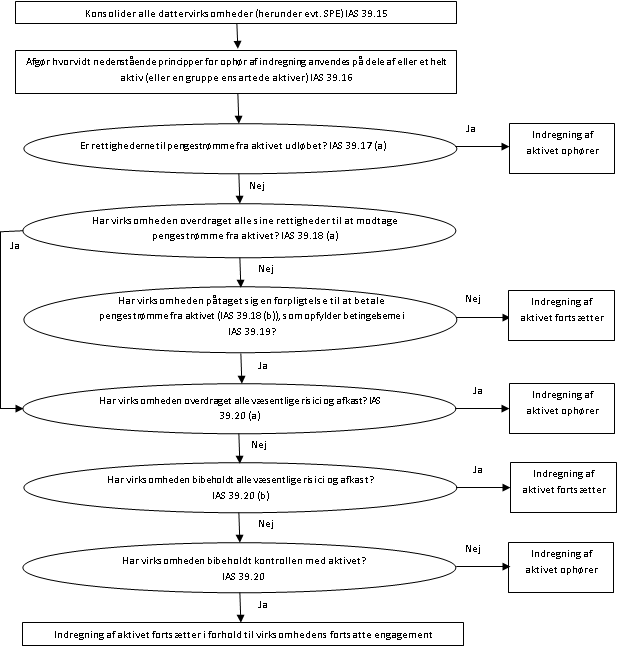 Konsolider alle dattervirksomheder (herunder evt. SPE) IAS 39.15
Afgør hvorvidt nedenstående principper for ophør af indregning anvendes på dele af eller et helt
aktiv (eller en gruppe ensartede aktiver) IAS 39.16
Er rettighederne til pengestrømme fra aktivet udløbet? IAS 39.17 (a)
Ja
Indregning af
aktivet ophører
Nej
Har virksomheden overdraget alle sine rettigheder til at modtage
pengestrømme fra aktivet? IAS 39.18 (a)
Ja
Nej
Har virksomheden påtaget sig en forpligtelse til at betale
pengestrømme fra aktivet (IAS 39.18 (b)), som opfylder betingelserne i
IAS 39.19?
Nej
Indregning af
aktivet fortsætter
Ja
Har virksomheden overdraget alle væsentlige risici og afkast? IAS
39.20 (a)
Ja
Indregning af
aktivet ophører
Nej
Har virksomheden bibeholdt alle væsentlige risici og afkast?
IAS 39.20 (b)
Ja
Indregning af
aktivet fortsætter
Nej
Har virksomheden bibeholdt kontrollen med aktivet?
IAS 39.20
Nej
Indregning af
aktivet ophører
Ja
Indregning af aktivet fortsætter i forhold til virksomhedens fortsatte engagement